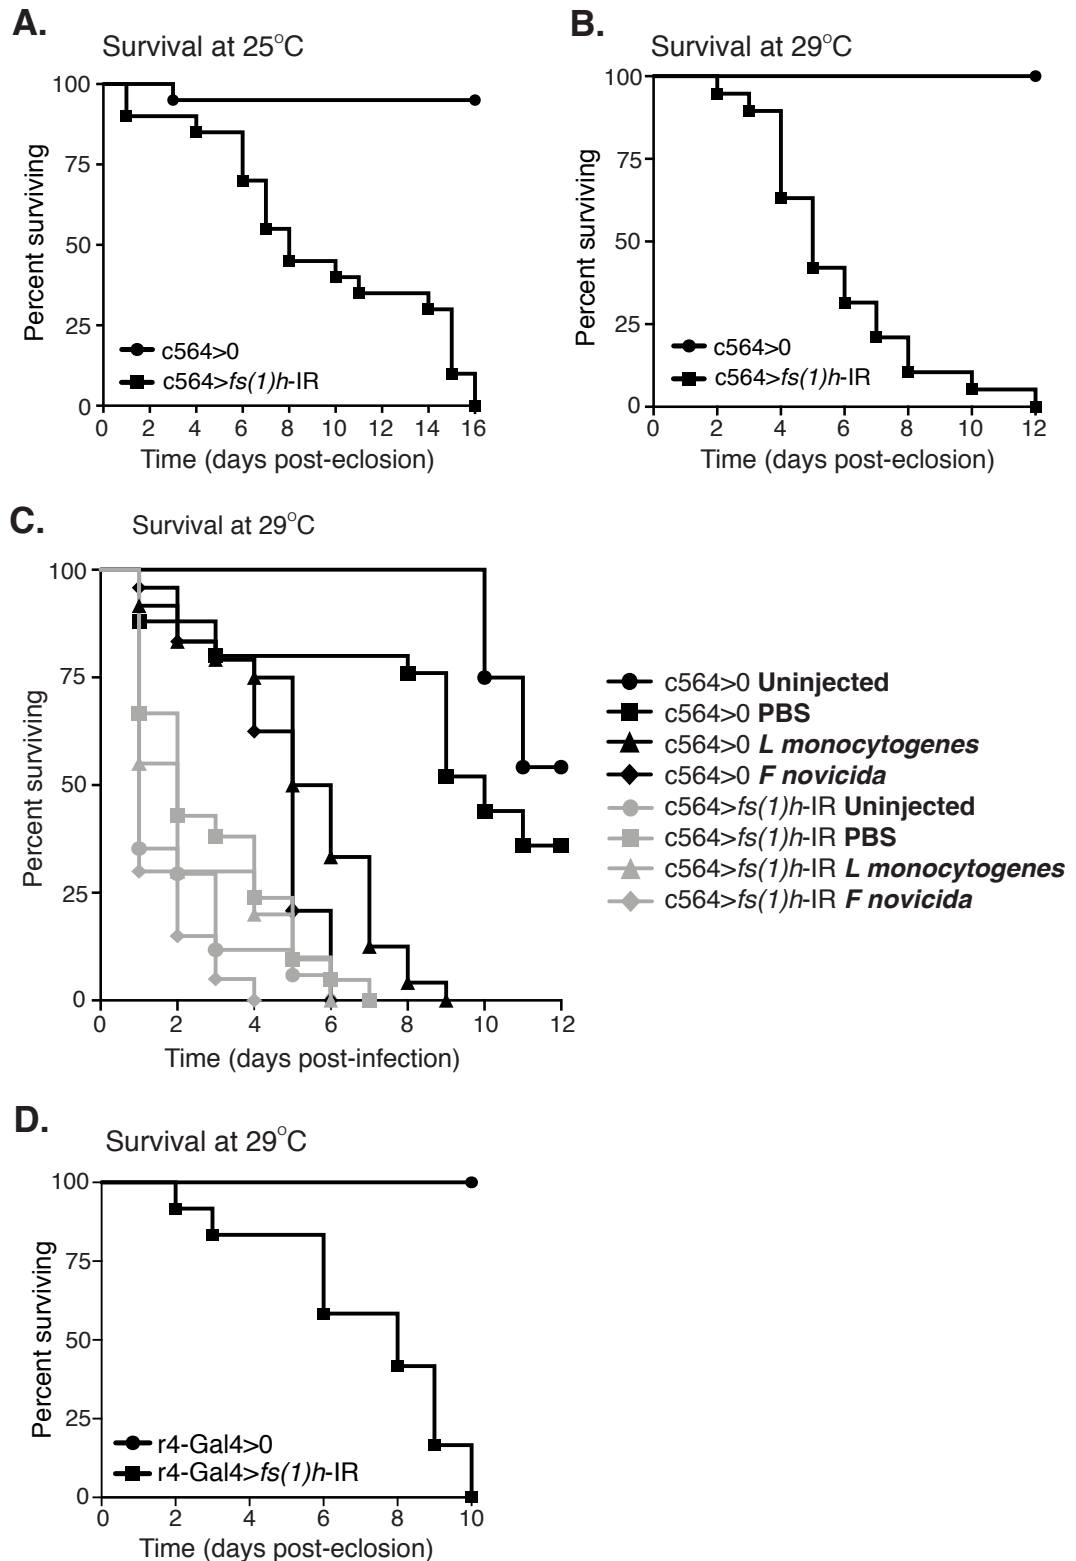 A.
Survival at 25°C
Percent surviving
100
75
50
25
0
0 2 4 6 8 10 12 14 16
Time (days post-eclosion)
c564>0
c564>fs(1)h-IR
B.
Survival at 29°C
Percent surviving
100
75
50
25
0
0 2 4 6 8 10 12
Time (days post-eclosion)
c564>0
c564>fs(1)h-IR
C.
Survival at 29°C
Percent surviving
100
75
50
25
0
0 2 4 6 8 10 12
Time (days post-infection)
c564>0 Uninjected
c564>0 PBS
c564>0 L monocytogenes
c564>0 F novicida
c564>fs(1)h-IR Uninjected
c564>fs(1)h-IR PBS
c564>fs(1)h-IR L monocytogenes
c564>fs(1)h-IR F novicida
D.
Survival at 29°C
Percent surviving
100
75
50
25
0
0 2 4 6 8 10
Time (days post-eclosion)
r4-Gal4>0
r4-Gal4>fs(1)h-IR